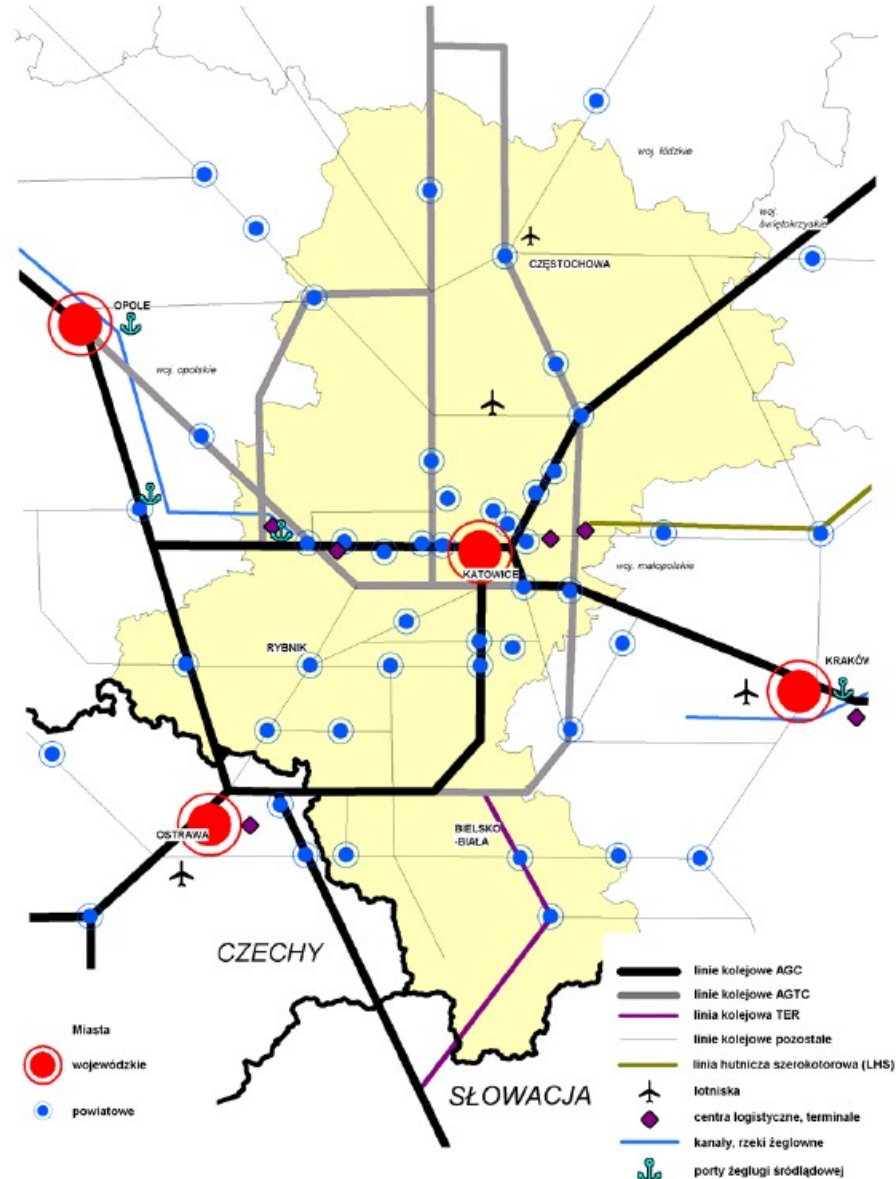 woj. łódzkie
woj.
świętokrzyskie
CZĘSTOCHOWA
OPOLE
woj. opolskie
KATOWICE
woj. małopolskie
RYBNIK
KRAKÓW
OSTRAWA
BIELSKO
-BIAŁA
CZECHY
SŁOWACJA
Miasta
wojewódzkie
powiatowe
linie kolejowe AGC
linie kolejowe AGTC
linia kolejowa TER
linie kolejowe pozostałe
linia hutnicza szerokotorowa (LHS)
lotniska
centra logistyczne, terminale
kanały, rzeki żeglowne
porty żeglugi śródlądowej